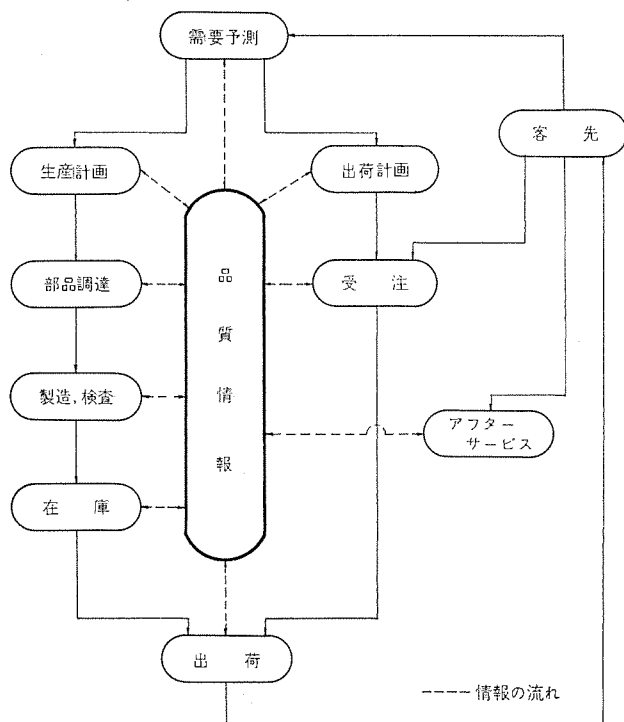 需要予測
客先
生産計画
出荷計画
部品調達
品質情報
受注
製造,検査
アフター
サービス
在庫
出荷
情報の流れ